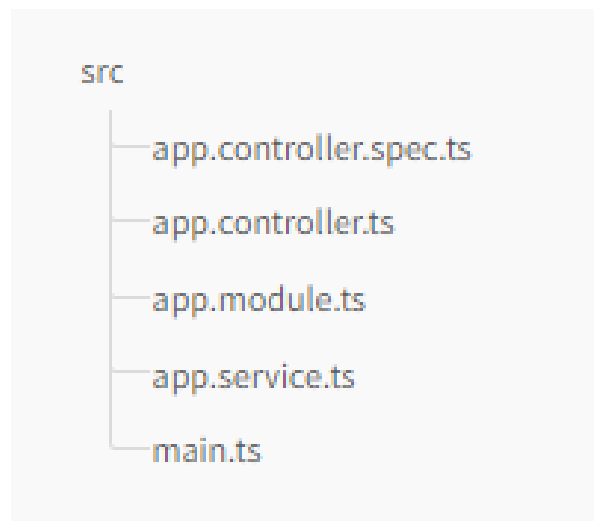 src
app.controller.spec.ts
app.controller.ts
app.module.ts
app.service.ts
main.ts